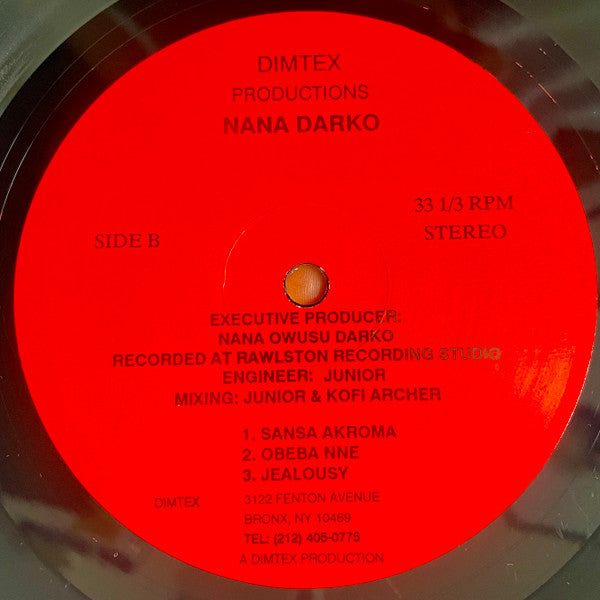 DIMTEX
PRODUCTIONS
NANA DARKO
33 1/3 RPM
SIDE B
STEREO
EXECUTIVE PRODUCER:
NANA OWUSU DARKO
RECORDED AT RAWLSTON RECORDING STUDIO
ENGINEER: JUNIOR
MIXING: JUNIOR & KOFI ARCHER
1. SANSA AKROMA
2. OBEBA NNE
3. JEALOUSY
DIMTEX 3122 FENTON AVENUE
BRONX, NY 10469
TEL: (212) 405-0775
A DIMTEX PRODUCTION